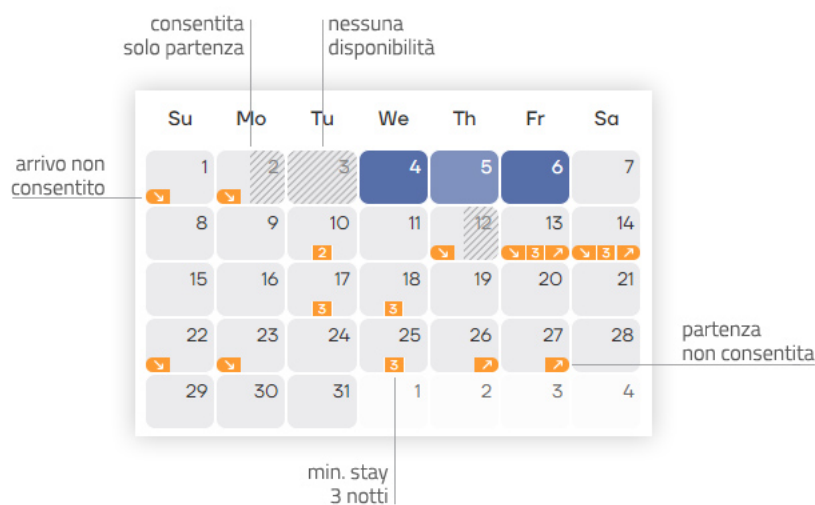 consentita
solo partenza
nessuna
disponibilità
Su Mo Tu We Th Fr Sa
arrivo non
consentito
1 2 3 4 5 6 7
8 9 10 11 12 13 14
2 ↘ ↘ 3 ↗ ↘ 3 ↗
15 16 17 18 19 20 21
3 3
22 23 24 25 26 27 28
↘ ↘ 3 ↗ ↗
partenza
non consentita
29 30 31 1 2 3 4
min. stay
3 notti